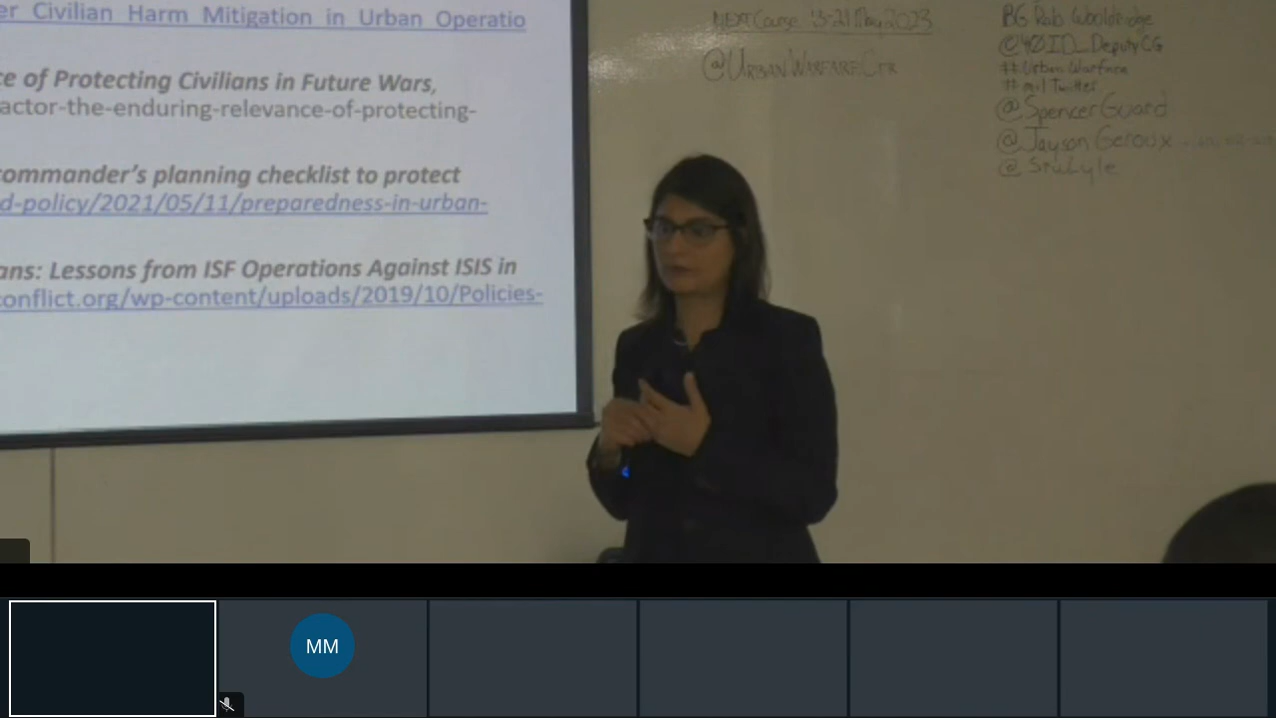 er Civilian Harm Mitigation in Urban Operatio
ce of Protecting Civilians in Future Wars,
actor-the-enduring-relevance-of-protecting-
commander's planning checklist to protect
d-policy/2021/05/11/preparedness-in-urban-
ans: Lessons from ISF Operations Against ISIS in
conflict.org/wp-content/uploads/2019/10/Policies-
NEXT Course 13-21 May 2023
@URBANWARFARECTR
BG Rob Wooldridge
@40ID_DeputyCG
#UrbanWarfare
#milTwitter
@SpencerGuard
@JaysonGeroux
@StuLyle
MM